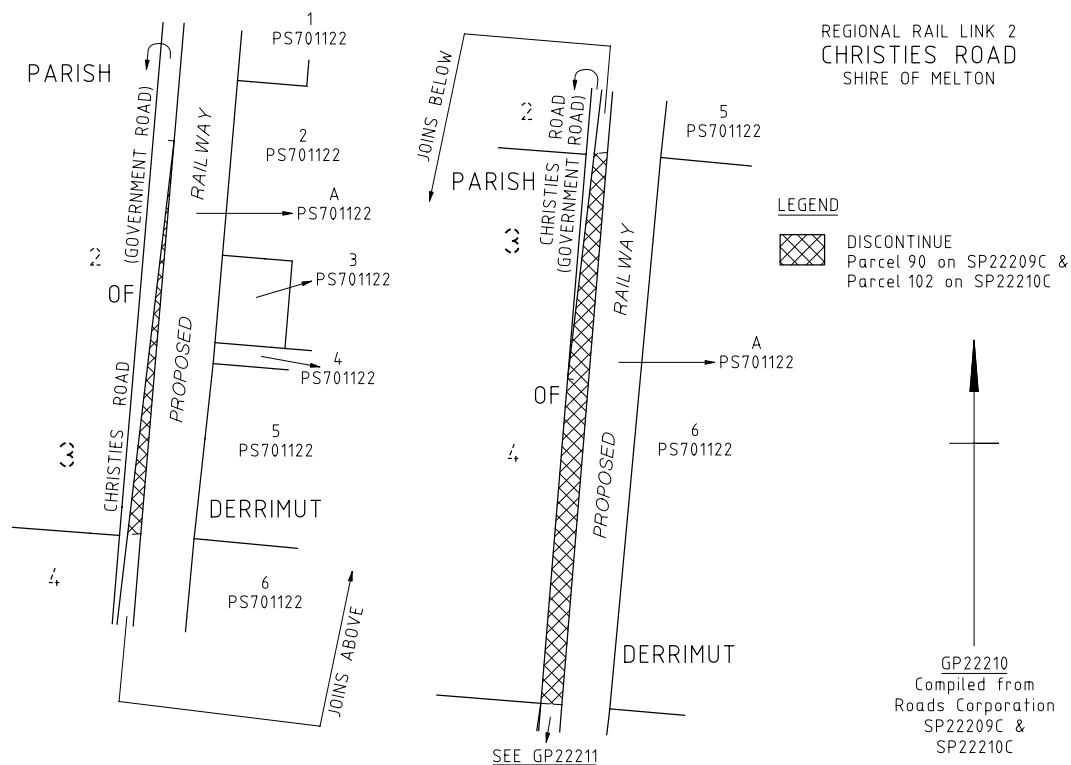 REGIONAL RAIL LINK 2
CHRISTIES ROAD
SHIRE OF MELTON
1
PS701122
PARISH
(GOVERNMENT ROAD)
RAILWAY
2
PS701122
A
PS701122
2
3
PS701122
OF
4
PS701122
CHRISTIES ROAD
PROPOSED
3
5
PS701122
DERRIMUT
4
6
PS701122
JOINS ABOVE
JOINS BELOW
2
ROAD
ROAD)
5
PS701122
PARISH
CHRISTIES
(GOVERNMENT
3
RAILWAY
A
PS701122
OF
4
6
PS701122
PROPOSED
DERRIMUT
SEE GP22211
LEGEND
DISCONTINUE
Parcel 90 on SP22209C &
Parcel 102 on SP22210C
GP22210
Compiled from
Roads Corporation
SP22209C &
SP22210C